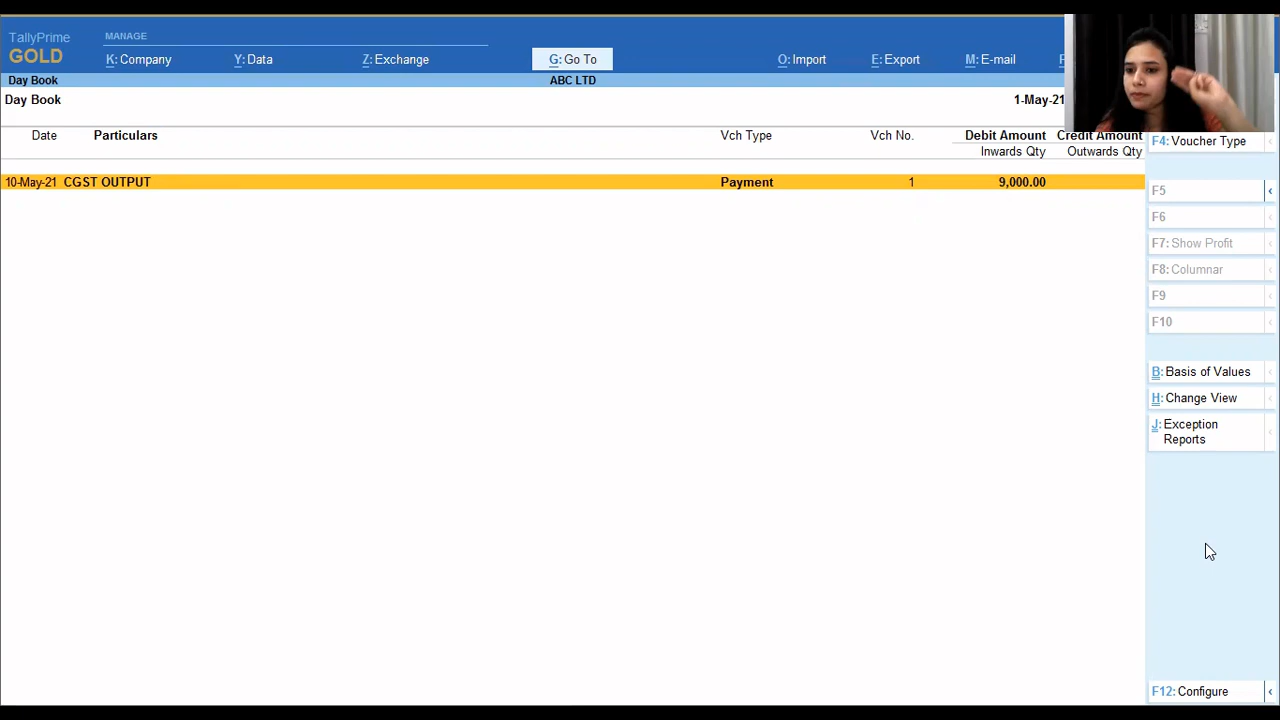 TallyPrime
GOLD
MANAGE
K: Company
Y: Data
Z: Exchange
G: Go To
O: Import
E: Export
M: E-mail
Day Book
ABC LTD
Day Book
1-May-21
Date
Particulars
Vch Type
Vch No.
Debit Amount
Credit Amount
Inwards Qty
Outwards Qty
10-May-21
CGST OUTPUT
Payment
1
9,000.00
F4: Voucher Type
F5
F6
F7: Show Profit
F8: Columnar
F9
F10
B: Basis of Values
H: Change View
J: Exception
Reports
F12: Configure